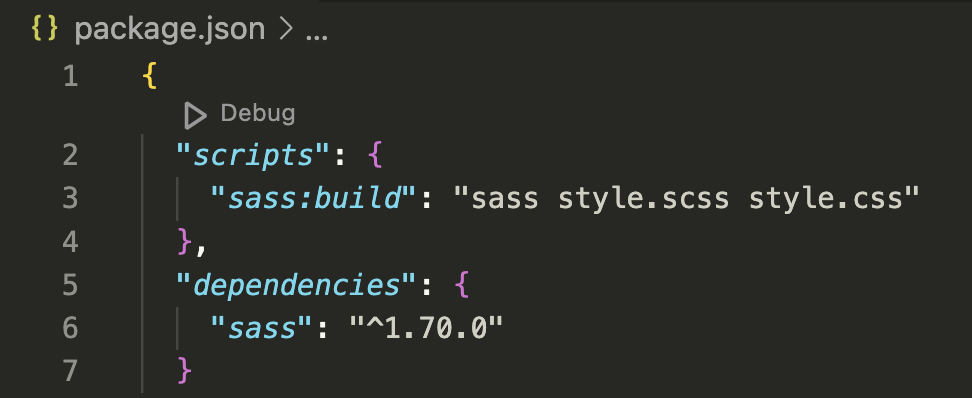 {} package.json > ...
1 {
Debug
2 "scripts": {
3 "sass:build": "sass style.scss style.css"
4 },
5 "dependencies": {
6 "sass": "^1.70.0"
7 }